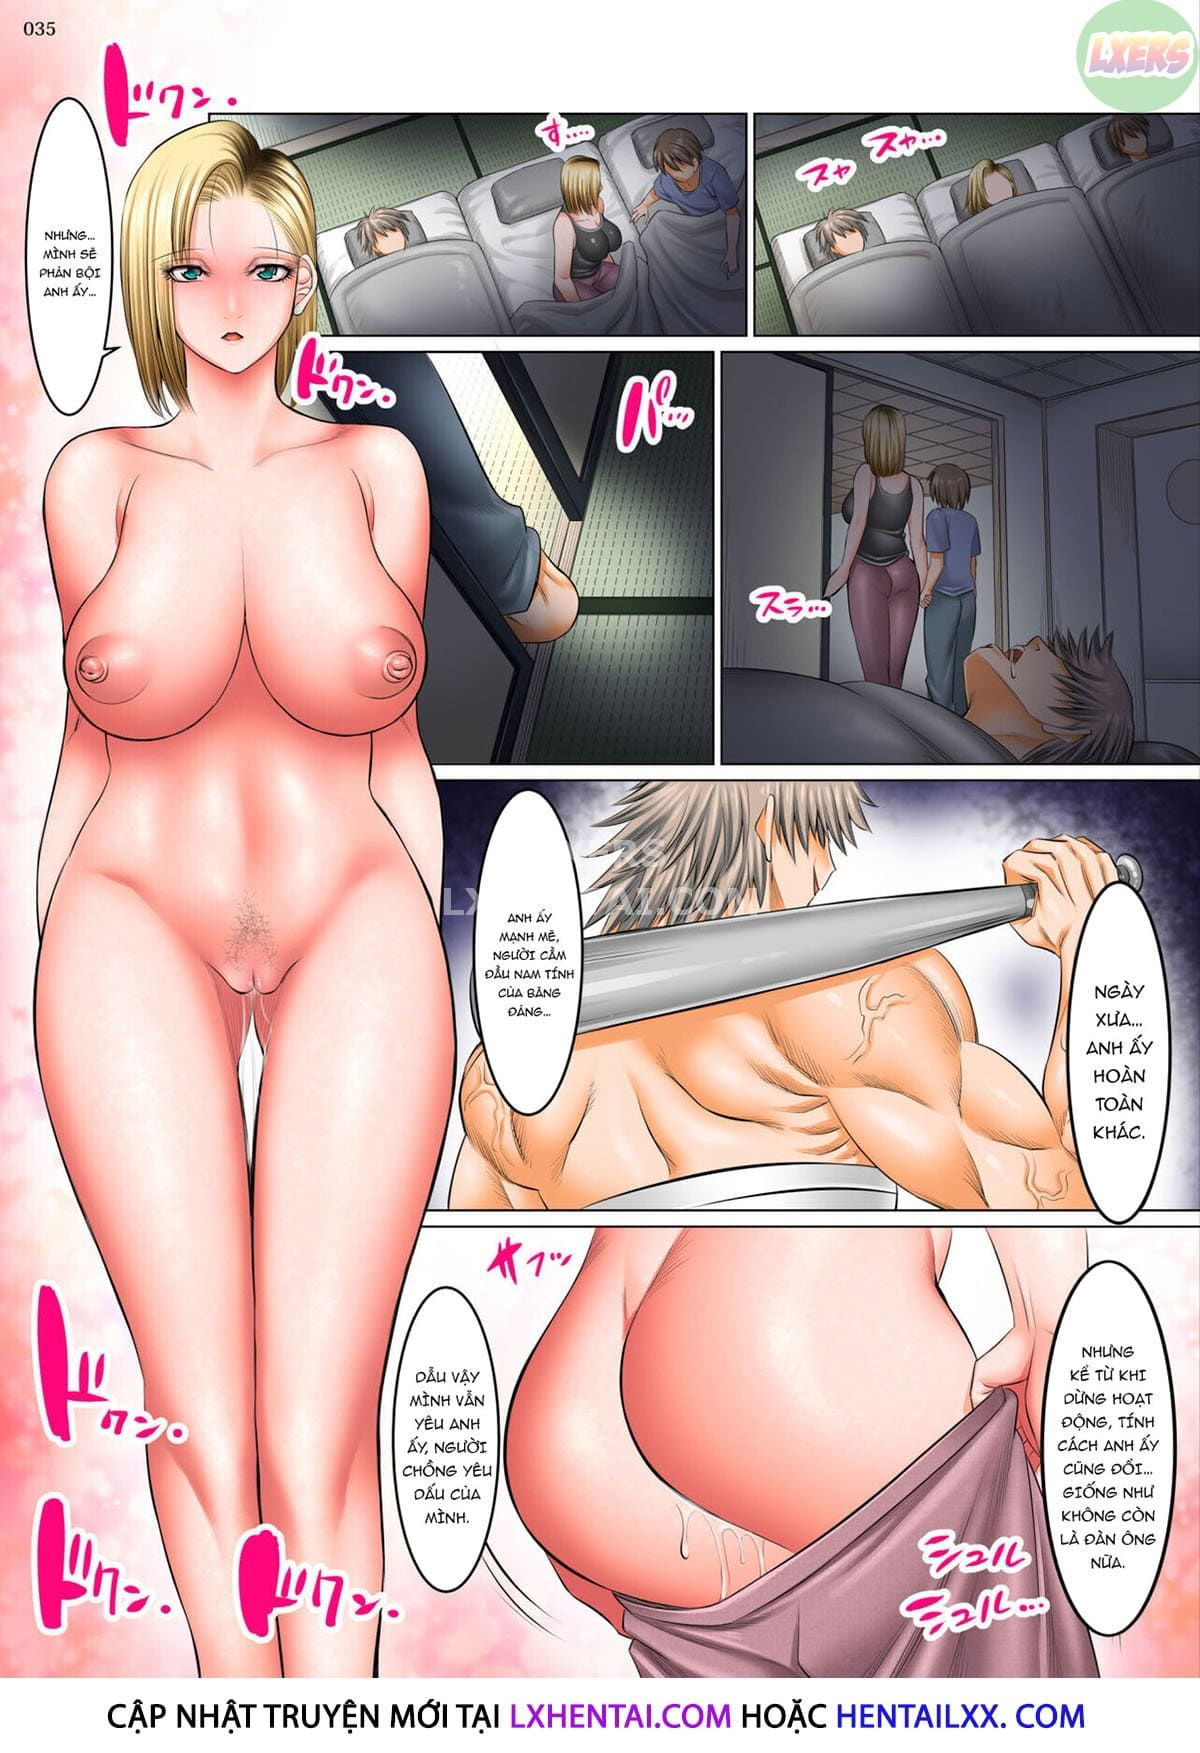 035
LXERS
ドクン.
す....
スヤ
スヤ...
NHƯNG...
MÌNH SẼ
PHẢN BỘI
ANH ẤY...
ドクン.
パッ
スラ...
NGÀY
XƯA...
ANH ẤY
HOÀN
TOÀN
KHÁC.
ANH ẤY
MẠNH MẼ,
NGƯỜI CẦM
ĐẦU NAM TÍNH
CỦA BĂNG
ĐẢNG...
NHƯNG
KỂ TỪ KHI
DỪNG HOẠT
ĐỘNG, TÍNH
CÁCH ANH ẤY
CŨNG ĐỔI...
GIỐNG NHƯ
KHÔNG CÒN
LÀ ĐÀN ÔNG
NỮA.
DẪU VẬY
MÌNH VẪN
YÊU ANH
ẤY, NGƯỜI
CHỒNG YÊU
DẤU CỦA
MÌNH.
シュル
シュル...
ドクン.
ドクン.
ドクン.
CẬP NHẬT TRUYỆN MỚI TẠI LXHENTAI.COM HOẶC HENTAILXX. COM